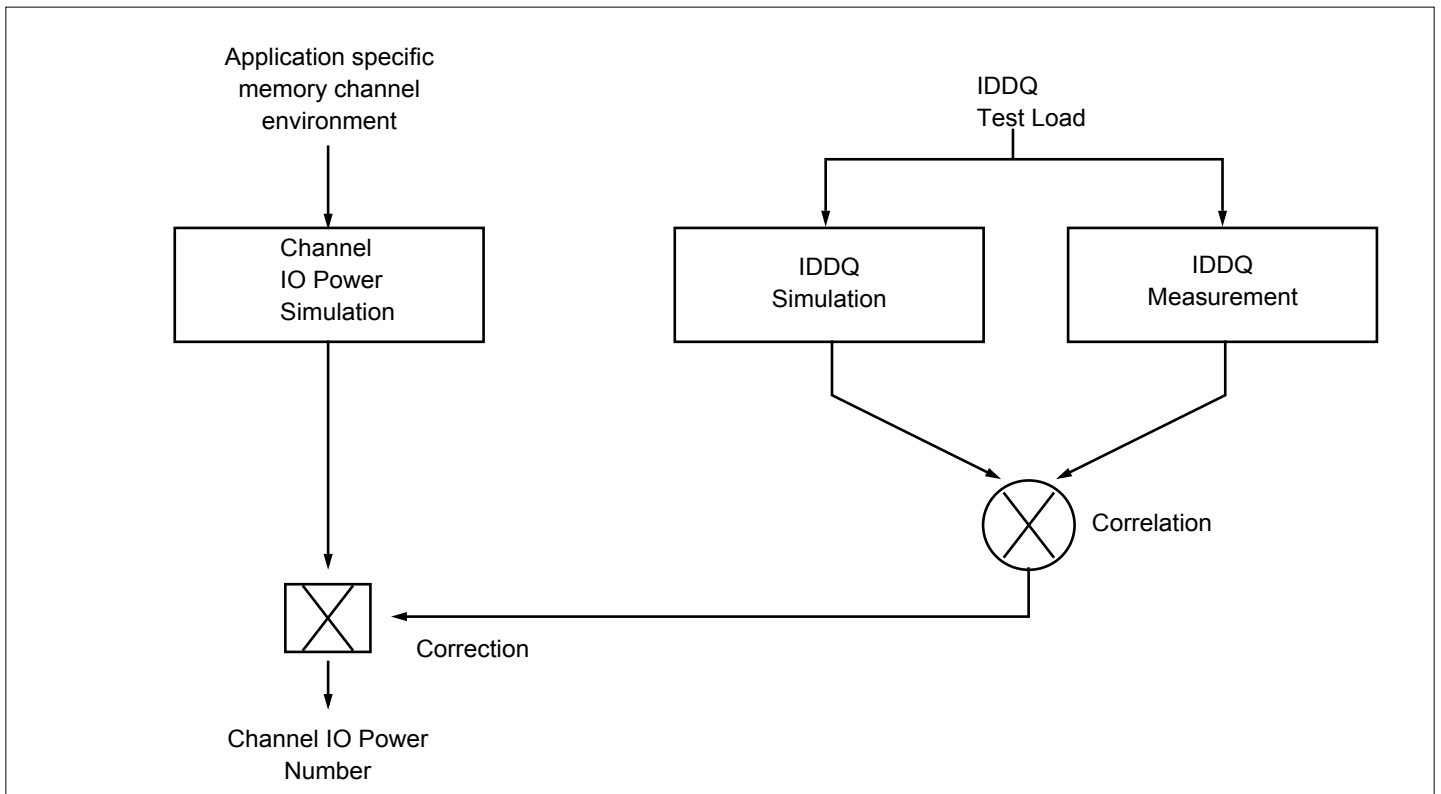 Application specific
memory channel
environment
IDDQ
Test Load
Channel
IO Power
Simulation
IDDQ
Simulation
IDDQ
Measurement
Correlation
Correction
Channel IO Power
Number